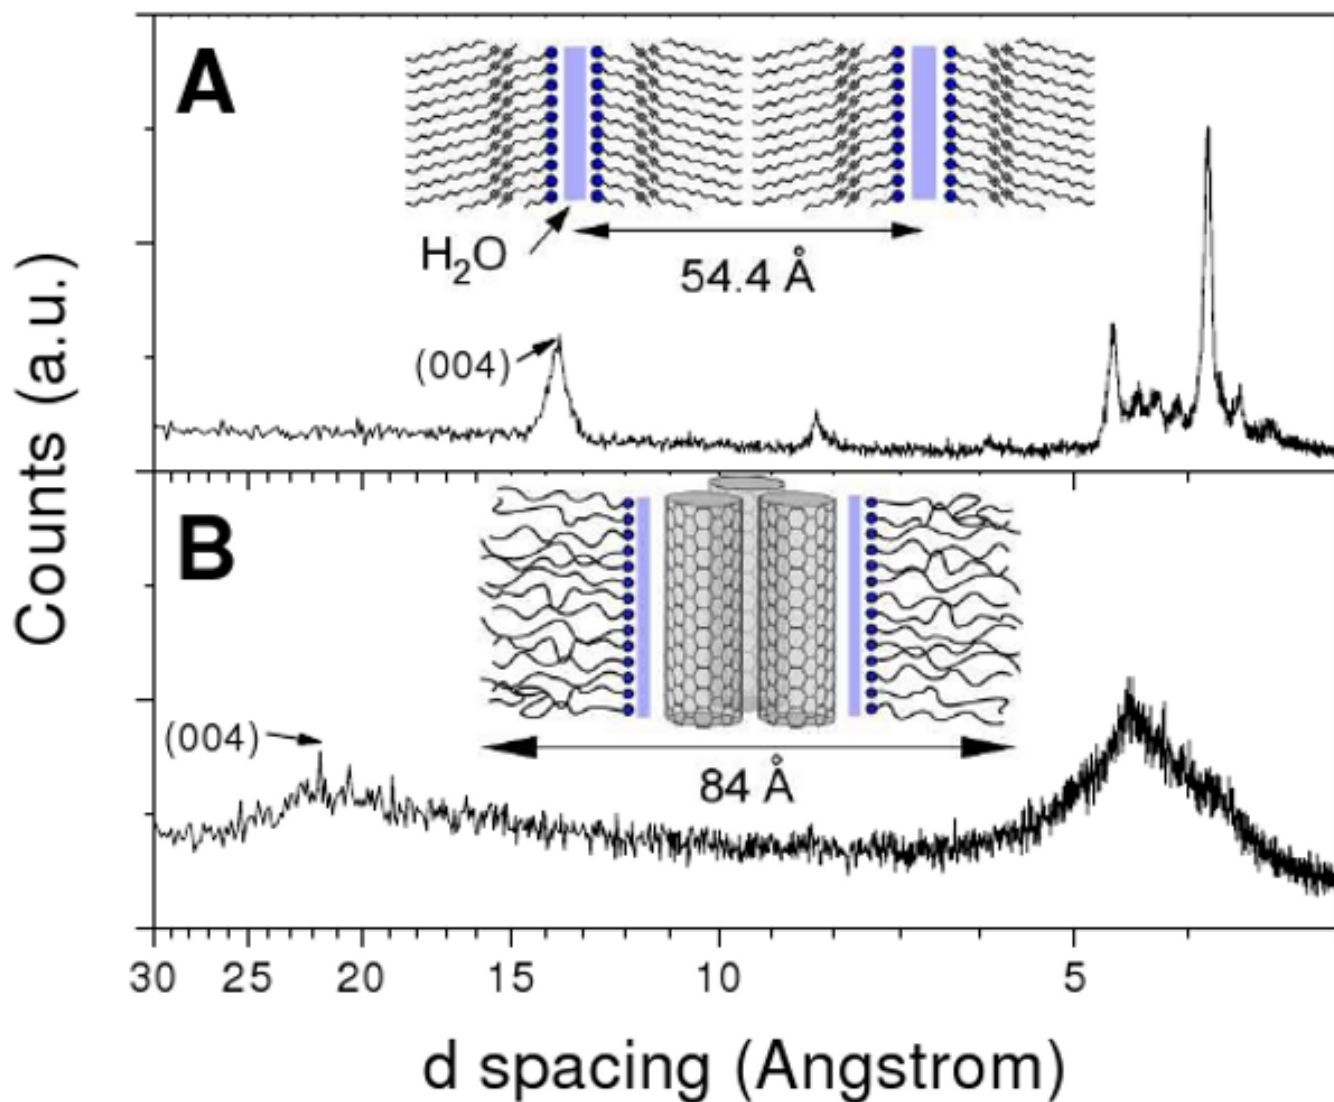 A
H₂O
54.4 Å
(004)
B
(004)
84 Å
30 25 20 15 10 5
d spacing (Angstrom)
Counts (a.u.)